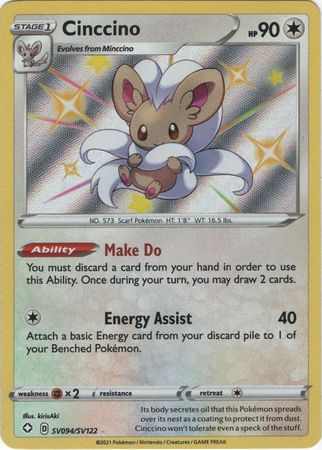 STAGE 1
Cinccino
HP 90
Evolves from Minccino
NO. 573 Scarf Pokémon HT: 1'8" WT: 16.5 lbs.
Ability Make Do
You must discard a card from your hand in order to use
this Ability. Once during your turn, you may draw 2 cards.
Energy Assist 40
Attach a basic Energy card from your discard pile to 1 of
your Benched Pokémon.
weakness ×2 resistance retreat
Illus. kirisAki
D SV094/SV122
Its body secretes oil that this Pokémon spreads
over its nest as a coating to protect it from dust.
Cinccino won't tolerate even a speck of the stuff.
©2021 Pokémon / Nintendo / Creatures / GAME FREAK